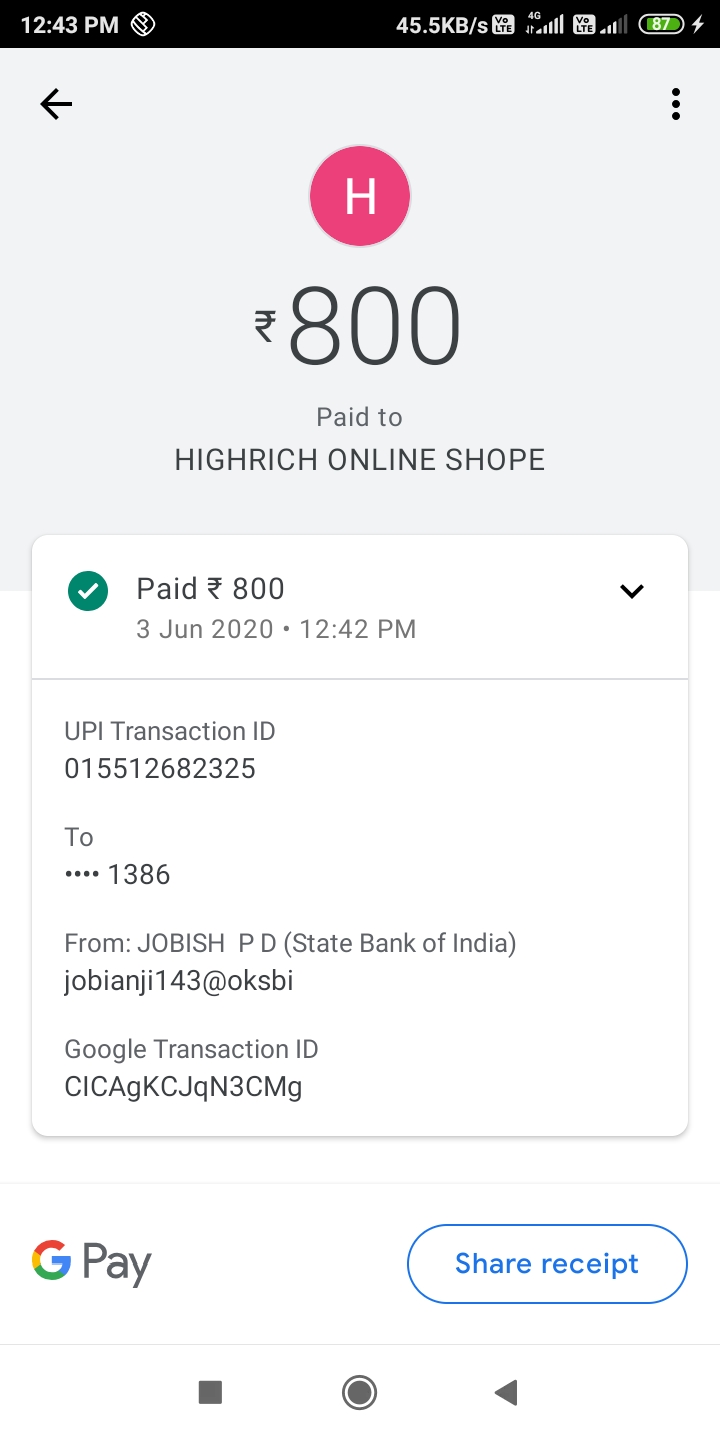 12:43 PM 45.5KB/s Vo LTE 4G Vo LTE 87
H
₹800
Paid to
HIGHRICH ONLINE SHOPE
Paid ₹ 800
3 Jun 2020 • 12:42 PM
UPI Transaction ID
015512682325
To
•••• 1386
From: JOBISH P D (State Bank of India)
jobianji143@oksbi
Google Transaction ID
CICAgKCJqN3CMg
G Pay Share receipt